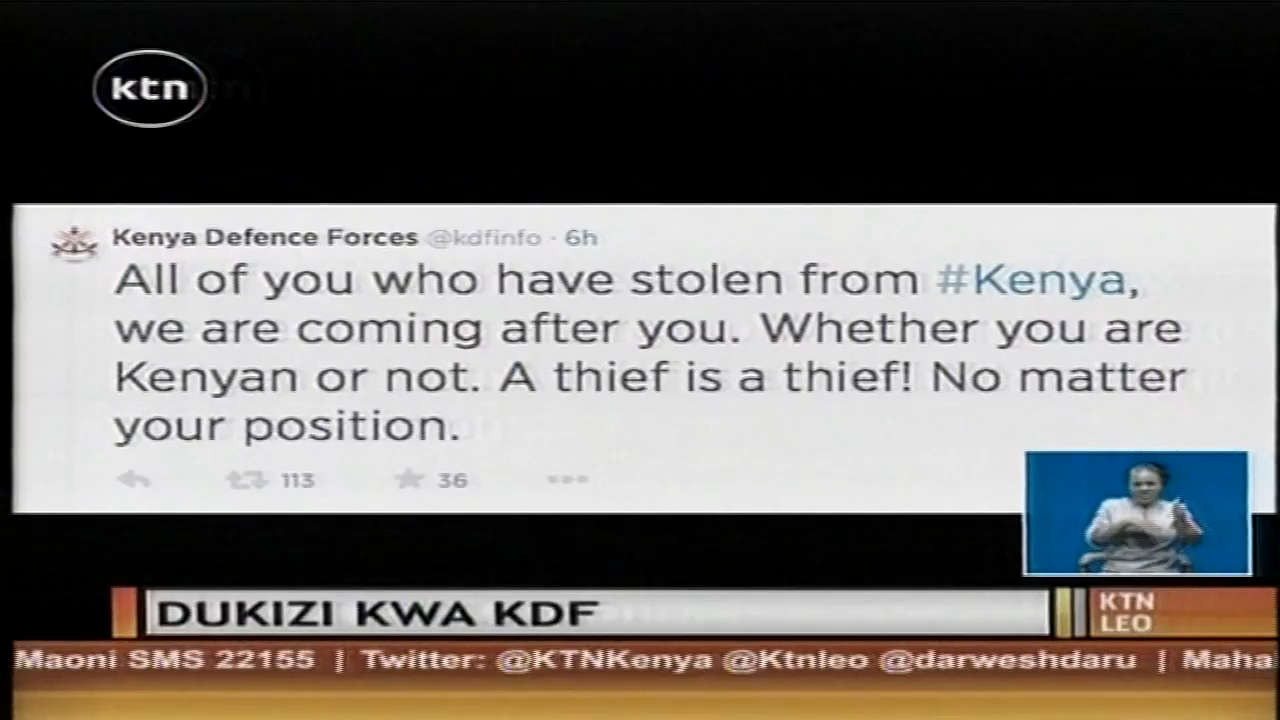 ktn
Kenya Defence Forces @kdfinfo · 6h
All of you who have stolen from #Kenya,
we are coming after you. Whether you are
Kenyan or not. A thief is a thief! No matter
your position.
113 36
DUKIZI KWA KDF
KTN
LEO
Maoni SMS 22155 | Twitter: @KTNKenya @Ktnleo @darweshdaru | Maha